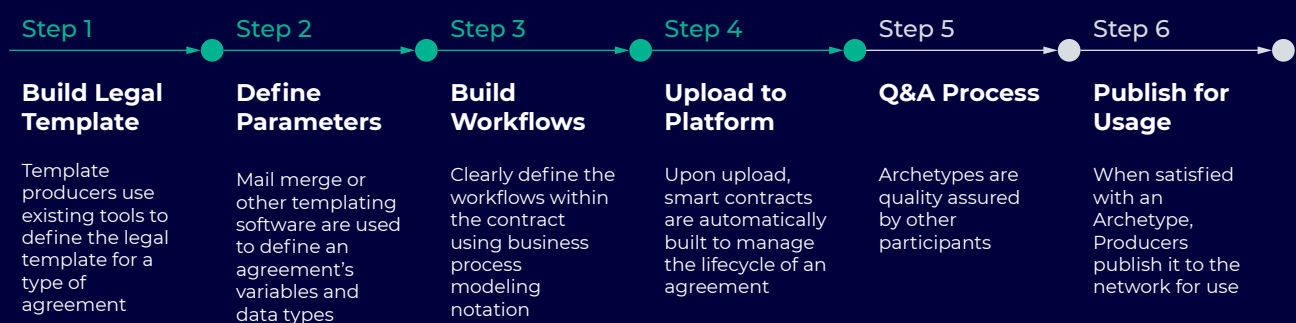 Step 1
Build Legal
Template
Template
producers use
existing tools to
define the legal
template for a
type of
agreement
Step 2
Define
Parameters
Mail merge or
other templating
software are used
to define an
agreement's
variables and
data types
Step 3
Build
Workflows
Clearly define the
workflows within
the contract
using business
process
modeling
notation
Step 4
Upload to
Platform
Upon upload,
smart contracts
are automatically
built to manage
the lifecycle of an
agreement
Step 5
Q&A Process
Archetypes are
quality assured
by other
participants
Step 6
Publish for
Usage
When satisfied
with an
Archetype,
Producers
publish it to the
network for use